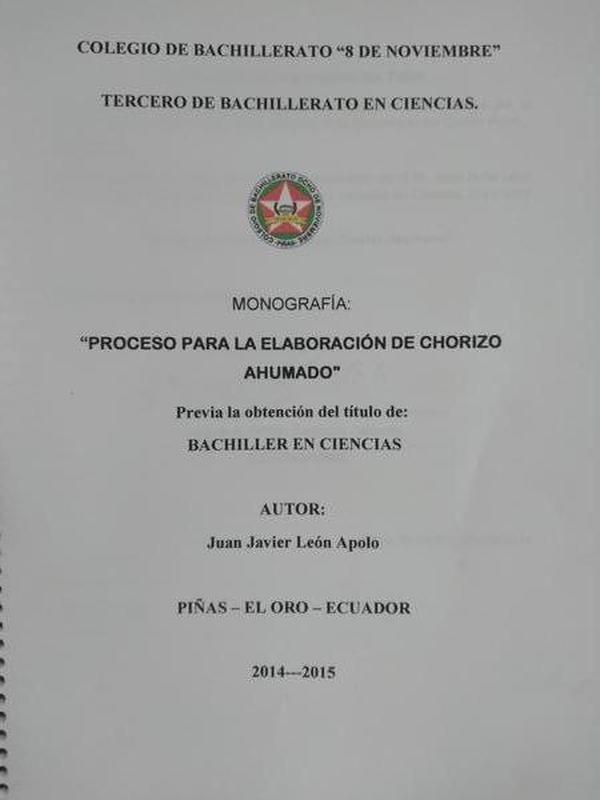 COLEGIO DE BACHILLERATO “8 DE NOVIEMBRE”
TERCERO DE BACHILLERATO EN CIENCIAS.
COLEGIO DE BACHILLERATO OCHO DE NOVIEMBRE
MONOGRAFÍA:
“PROCESO PARA LA ELABORACIÓN DE CHORIZO
AHUMADO"
Previa la obtención del título de:
BACHILLER EN CIENCIAS
AUTOR:
Juan Javier León Apolo
PIÑAS – EL ORO – ECUADOR
2014---2015